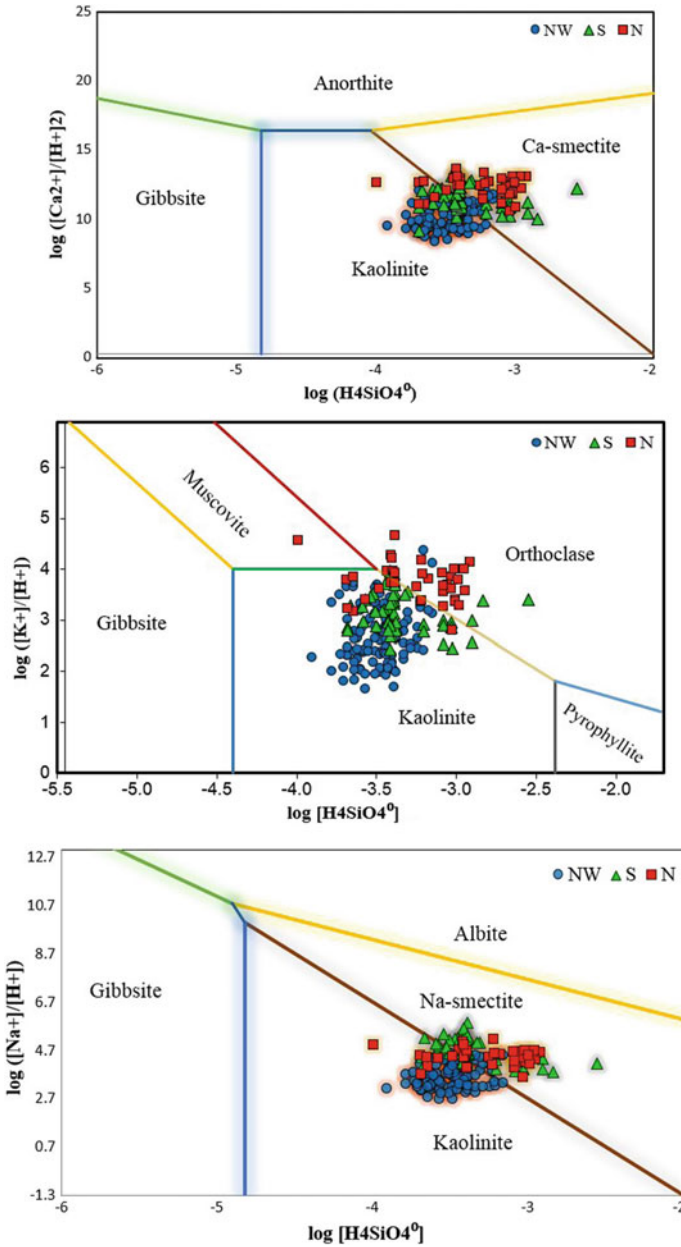 NW S N
25
20
15
10
5
0
Anorthite
Ca-smectite
Gibbsite
Kaolinite
log ([Ca2+]/[H+]2)
-6 -5 -4 -3 -2
log (H4SiO4⁰)
NW S N
6
5
4
3
2
1
0
Muscovite
Orthoclase
Gibbsite
Kaolinite
Pyrophyllite
log ([K+]/[H+])
-5.5 -5.0 -4.5 -4.0 -3.5 -3.0 -2.5 -2.0
log [H4SiO4⁰]
NW S N
12.7
10.7
8.7
6.7
4.7
2.7
0.7
-1.3
Albite
Gibbsite
Na-smectite
Kaolinite
log ([Na+]/[H+]
-6 -5 -4 -3 -2
log [H4SiO4⁰]